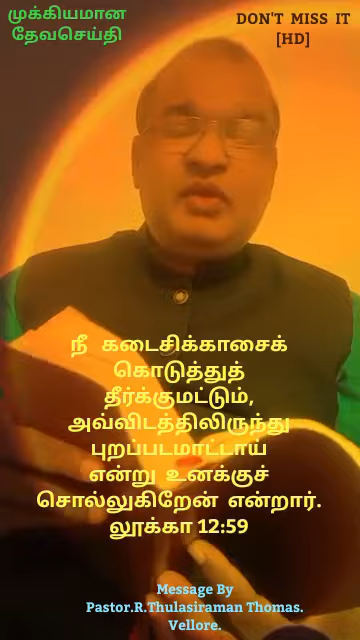 முக்கியமான
தேவசெய்தி
DON'T MISS IT
[HD]
நீ கடைசிக்காசைக்
கொடுத்துத்
தீர்க்குமட்டும்,
அவ்விடத்திலிருந்து
புறப்படமாட்டாய்
என்று உனக்குச்
சொல்லுகிறேன் என்றார்.
லூக்கா 12:59
Message By
Pastor.R.Thulasiraman Thomas.
Vellore.